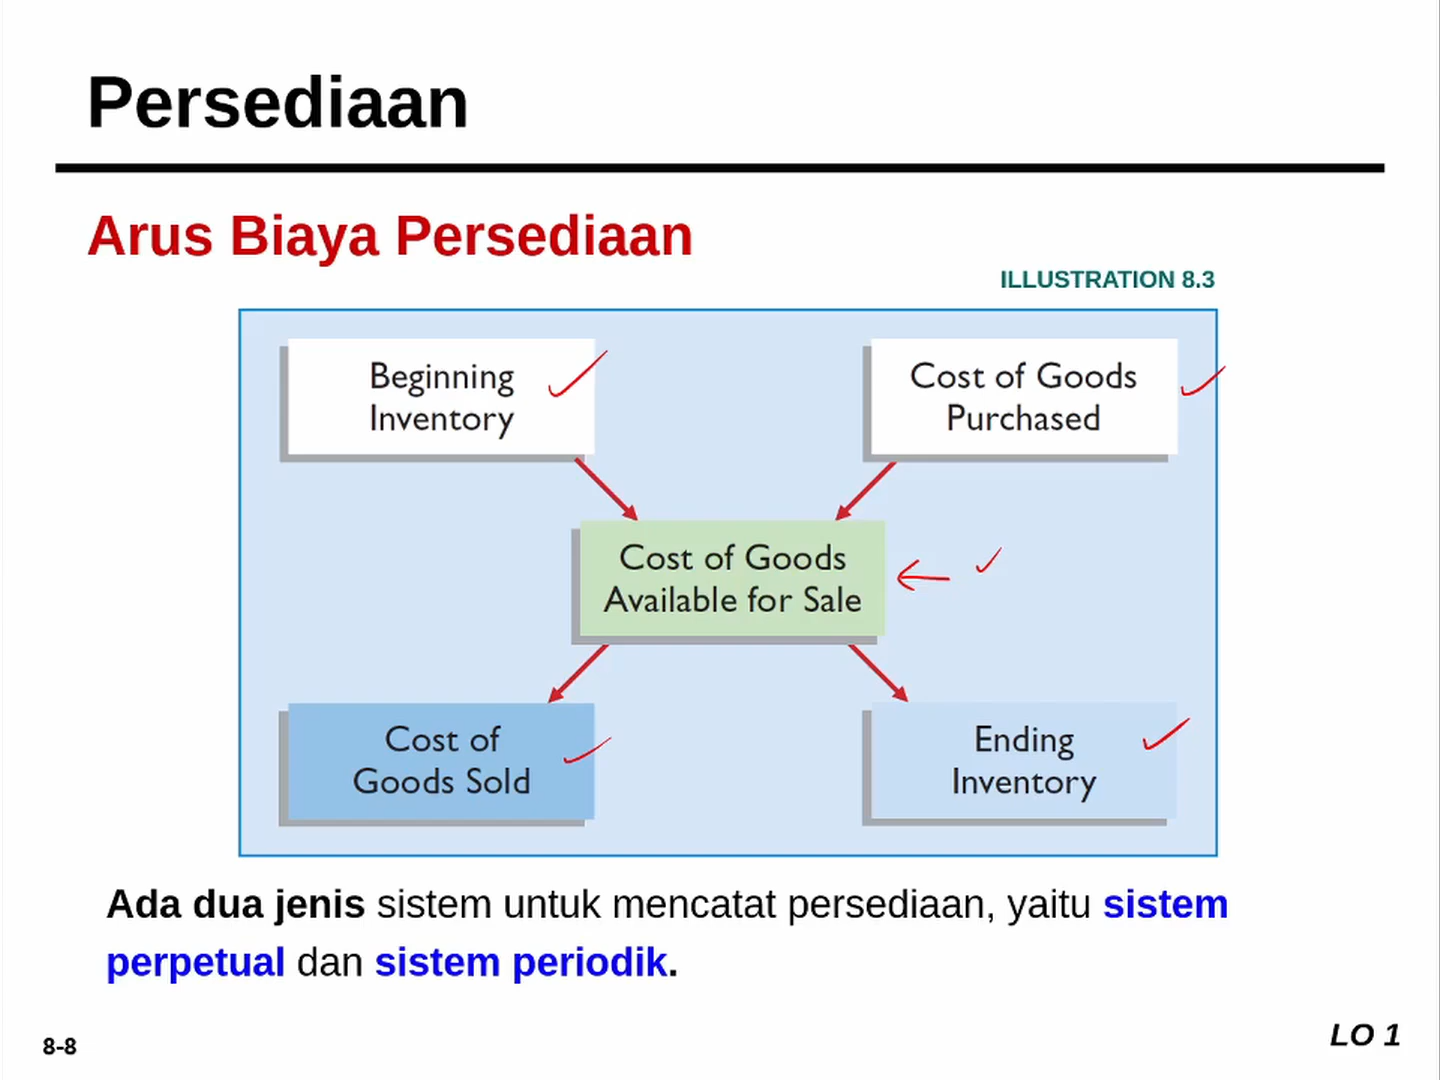 Persediaan
Arus Biaya Persediaan
ILLUSTRATION 8.3
Beginning
Inventory
Cost of Goods
Purchased
Cost of Goods
Available for Sale
Cost of
Goods Sold
Ending
Inventory
Ada dua jenis sistem untuk mencatat persediaan, yaitu sistem
perpetual dan sistem periodik.
8-8
LO 1